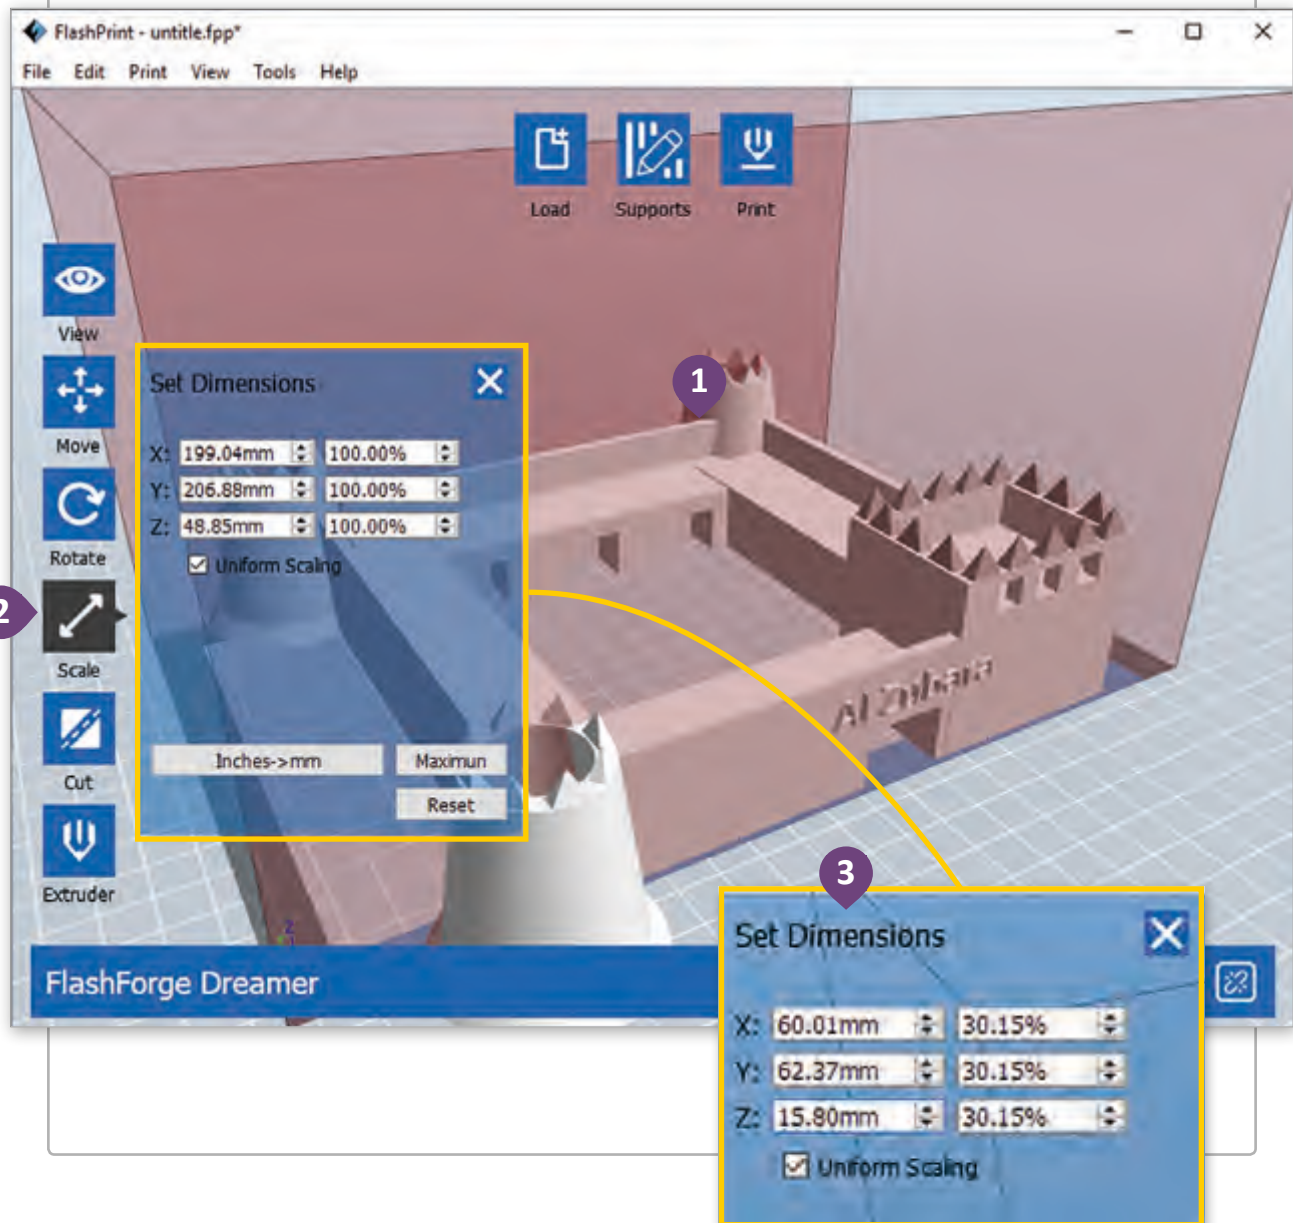 FlashPrint - untitle.fpp*
File Edit Print View Tools Help
Load Supports Print
View
Move
Rotate
Scale
Cut
Extruder
1
2
Set Dimensions
X: 199.04mm 100.00%
Y: 206.88mm 100.00%
Z: 48.85mm 100.00%
Uniform Scaling
Inches->mm Maximun
Reset
Al Zubara
3
Set Dimensions
X: 60.01mm 30.15%
Y: 62.37mm 30.15%
Z: 15.80mm 30.15%
Uniform Scaling
FlashForge Dreamer
Z